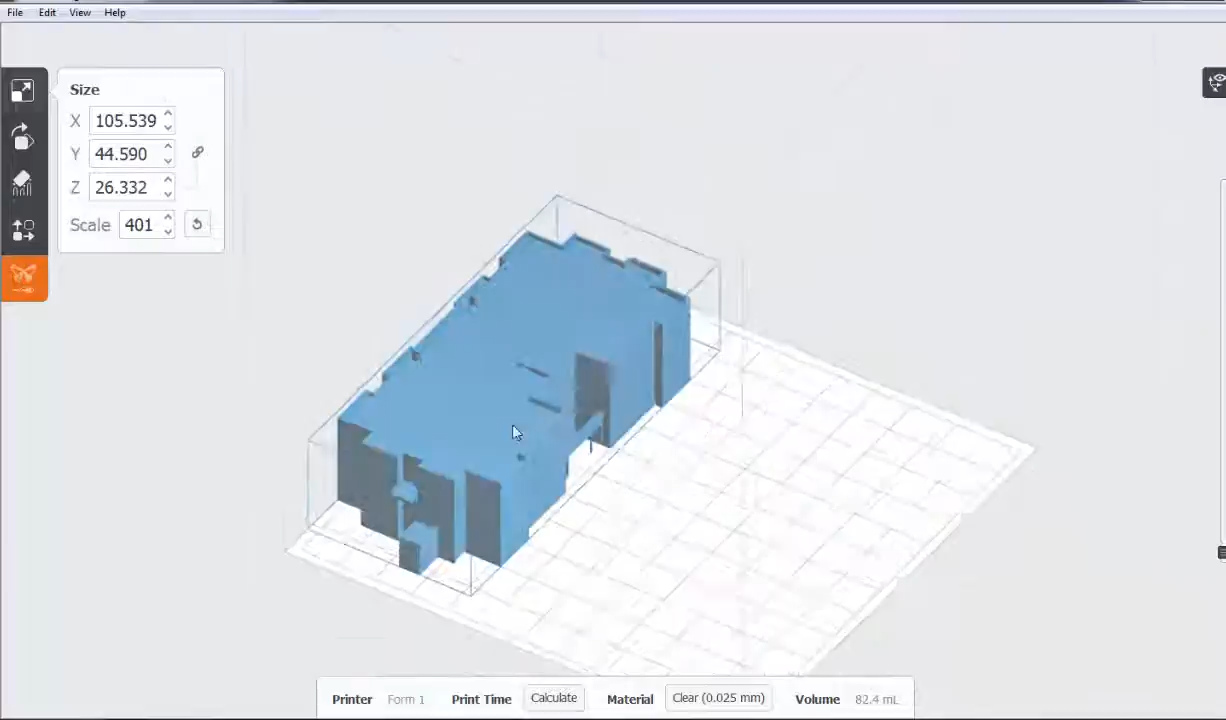 File Edit View Help
Size
X 105.539
Y 44.590
Z 26.332
Scale 401
Printer Form 1 Print Time Calculate Material Clear (0.025 mm) Volume 82.4 mL